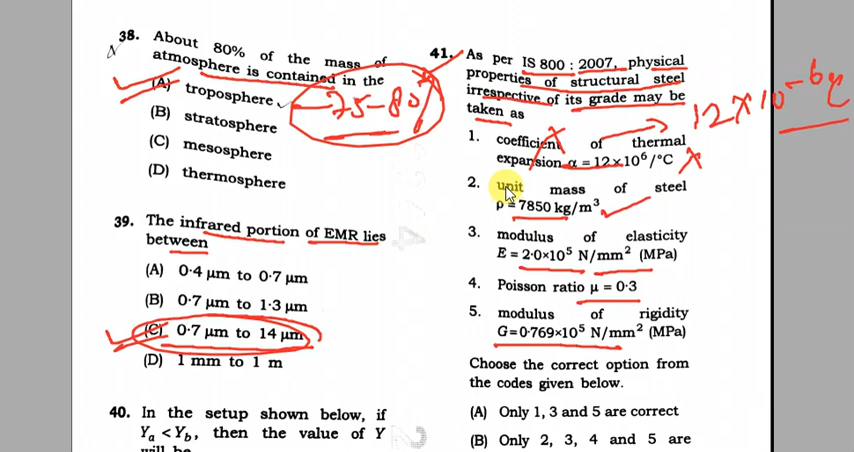 38. About 80% of the mass of
atmosphere is contained in the
(A) troposphere
(B) stratosphere
(C) mesosphere
(D) thermosphere
-75-80%
39. The infrared portion of EMR lies
between
(A) 0·4 μm to 0·7 μm
(B) 0·7 μm to 1·3 μm
(C) 0·7 μm to 14 μm
(D) 1 mm to 1 m
40. In the setup shown below, if
Ya < Yb, then the value of Y
will be
41. As per IS 800 : 2007, physical
properties of structural steel
irrespective of its grade may be
taken as
12×10-6
1. coefficient of thermal
expansion α = 12×10⁶/°C
2. unit mass of steel
ρ = 7850 kg/m³
3. modulus of elasticity
E = 2·0×10⁵ N/mm² (MPa)
4. Poisson ratio μ = 0·3
5. modulus of rigidity
G=0·769×10⁵ N/mm² (MPa)
Choose the correct option from
the codes given below.
(A) Only 1, 3 and 5 are correct
(B) Only 2, 3, 4 and 5 are